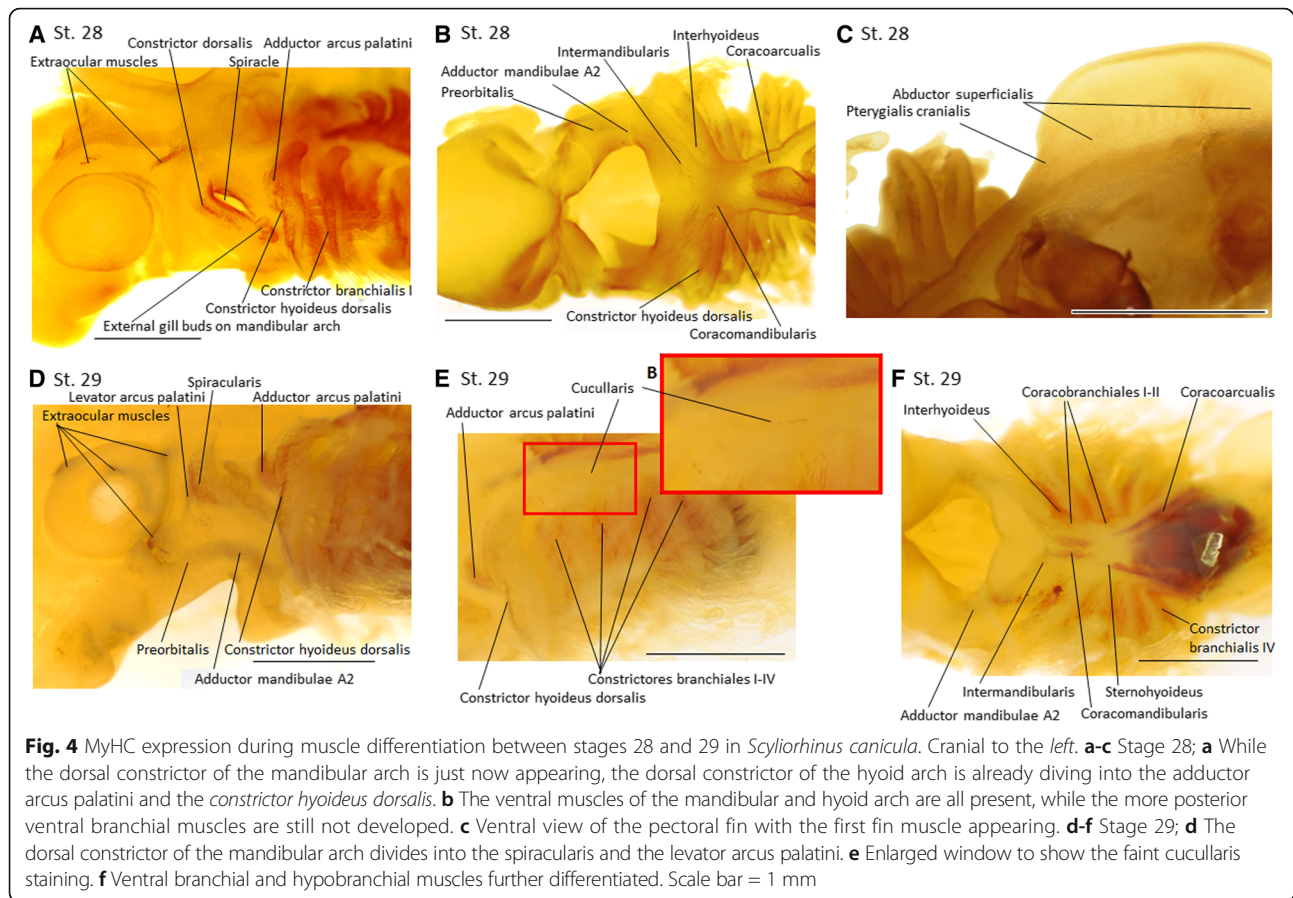 A St. 28
Constrictor dorsalis
Adductor arcus palatini
Extraocular muscles
Spiracle
Constrictor branchialis I
Constrictor hyoideus dorsalis
External gill buds on mandibular arch
B St. 28
Interhyoideus
Intermandibularis
Coracoarcualis
Adductor mandibulae A2
Preorbitalis
Constrictor hyoideus dorsalis
Coracomandibularis
C St. 28
Abductor superficialis
Pterygialis cranialis
D St. 29
Spiracularis
Levator arcus palatini
Adductor arcus palatini
Extraocular muscles
Preorbitalis
Constrictor hyoideus dorsalis
Adductor mandibulae A2
E St. 29
B
Cucullaris
Adductor arcus palatini
Constrictores branchiales I-IV
Constrictor hyoideus dorsalis
F St. 29
Coracobranchiales I-II
Interhyoideus
Coracoarcualis
Constrictor
branchialis IV
Intermandibularis
Sternohyoideus
Adductor mandibulae A2
Coracomandibularis
Fig. 4 MyHC expression during muscle differentiation between stages 28 and 29 in Scyliorhinus canicula. Cranial to the left. a-c Stage 28; a While
the dorsal constrictor of the mandibular arch is just now appearing, the dorsal constrictor of the hyoid arch is already diving into the adductor
arcus palatini and the constrictor hyoideus dorsalis. b The ventral muscles of the mandibular and hyoid arch are all present, while the more posterior
ventral branchial muscles are still not developed. c Ventral view of the pectoral fin with the first fin muscle appearing. d-f Stage 29; d The
dorsal constrictor of the mandibular arch divides into the spiracularis and the levator arcus palatini. e Enlarged window to show the faint cucullaris
staining. f Ventral branchial and hypobranchial muscles further differentiated. Scale bar = 1 mm